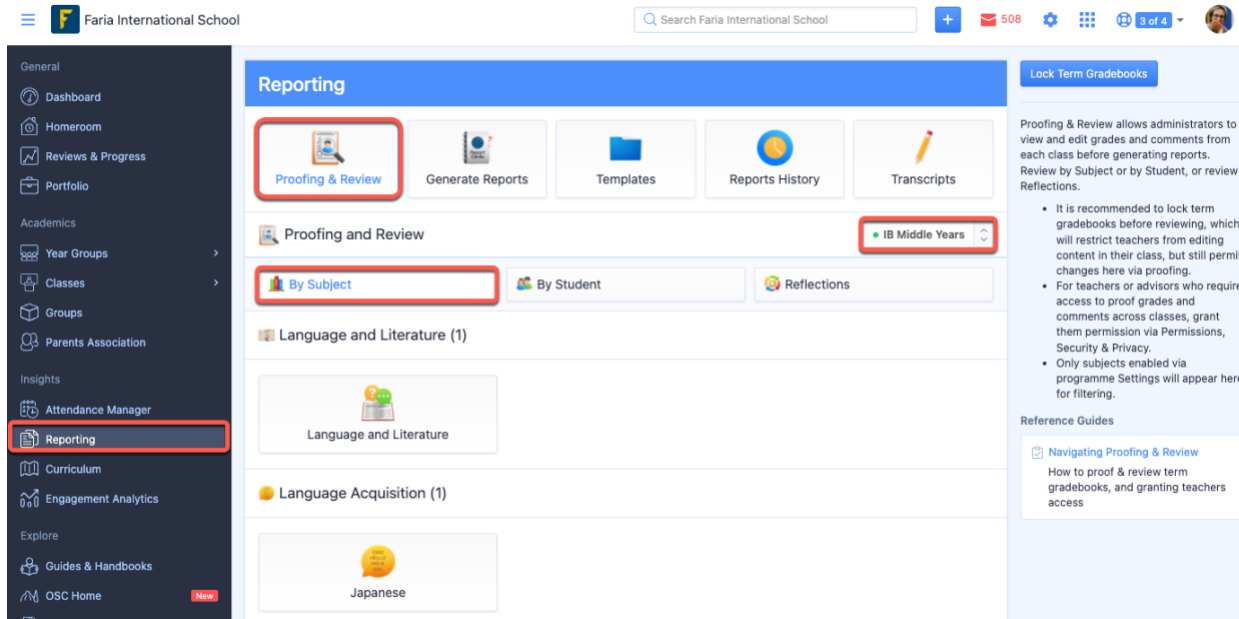 Faria International School
Search Faria International School
+
508
3 of 4
General
Dashboard
Homeroom
Reviews & Progress
Portfolio
Academics
Year Groups
Classes
Groups
Parents Association
Insights
Attendance Manager
Reporting
Curriculum
Engagement Analytics
Explore
Guides & Handbooks
OSC Home
New
Reporting
Proofing & Review
Generate Reports
Templates
Reports History
Transcripts
Proofing and Review
IB Middle Years
By Subject
By Student
Reflections
Language and Literature (1)
Language and Literature
Language Acquisition (1)
Japanese
Lock Term Gradebooks
Proofing & Review allows administrators to
view and edit grades and comments from
each class before generating reports.
Review by Subject or by Student, or review
Reflections.
• It is recommended to lock term
gradebooks before reviewing, which
will restrict teachers from editing
content in their class, but still permit
changes here via proofing.
• For teachers or advisors who require
access to proof grades and
comments across classes, grant
them permission via Permissions,
Security & Privacy.
• Only subjects enabled via
programme Settings will appear here
for filtering.
Reference Guides
Navigating Proofing & Review
How to proof & review term
gradebooks, and granting teachers
access